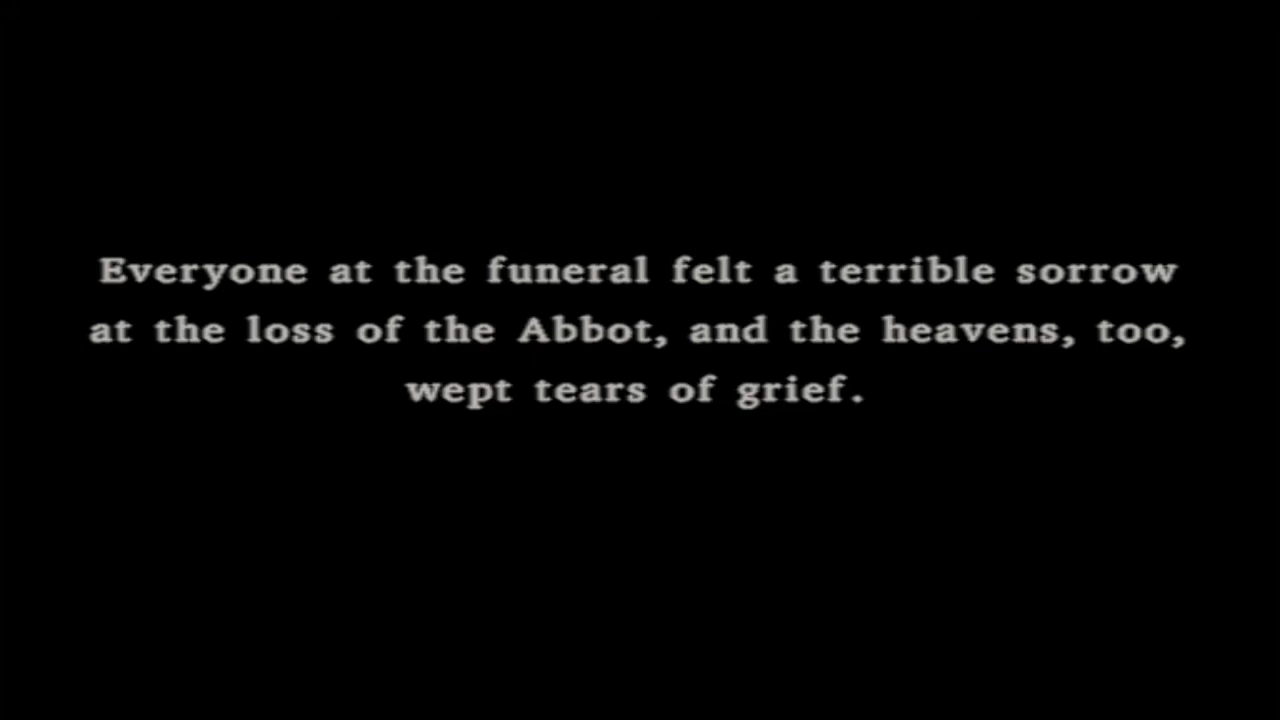 Everyone at the funeral felt a terrible sorrow
at the loss of the Abbot, and the heavens, too,
wept tears of grief.